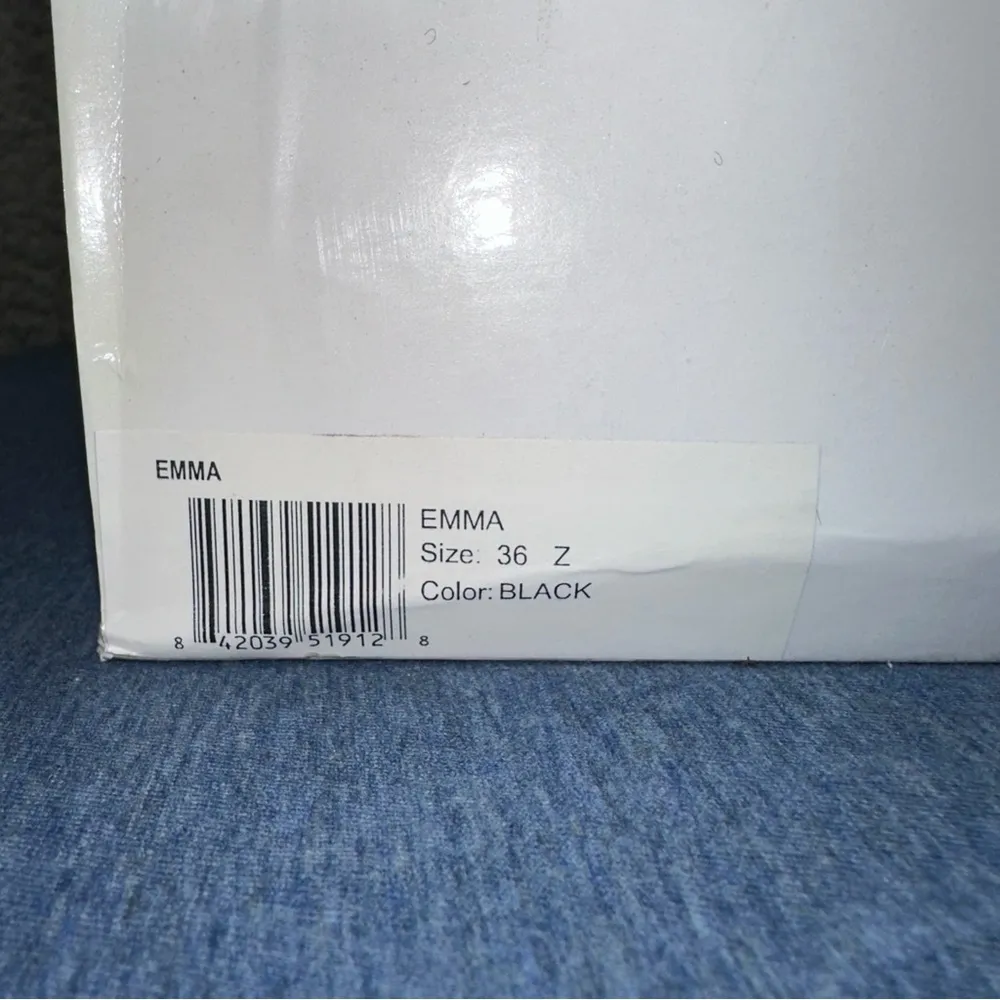 EMMA
EMMA
Size: 36 Z
Color: BLACK
8 42039 51912 8